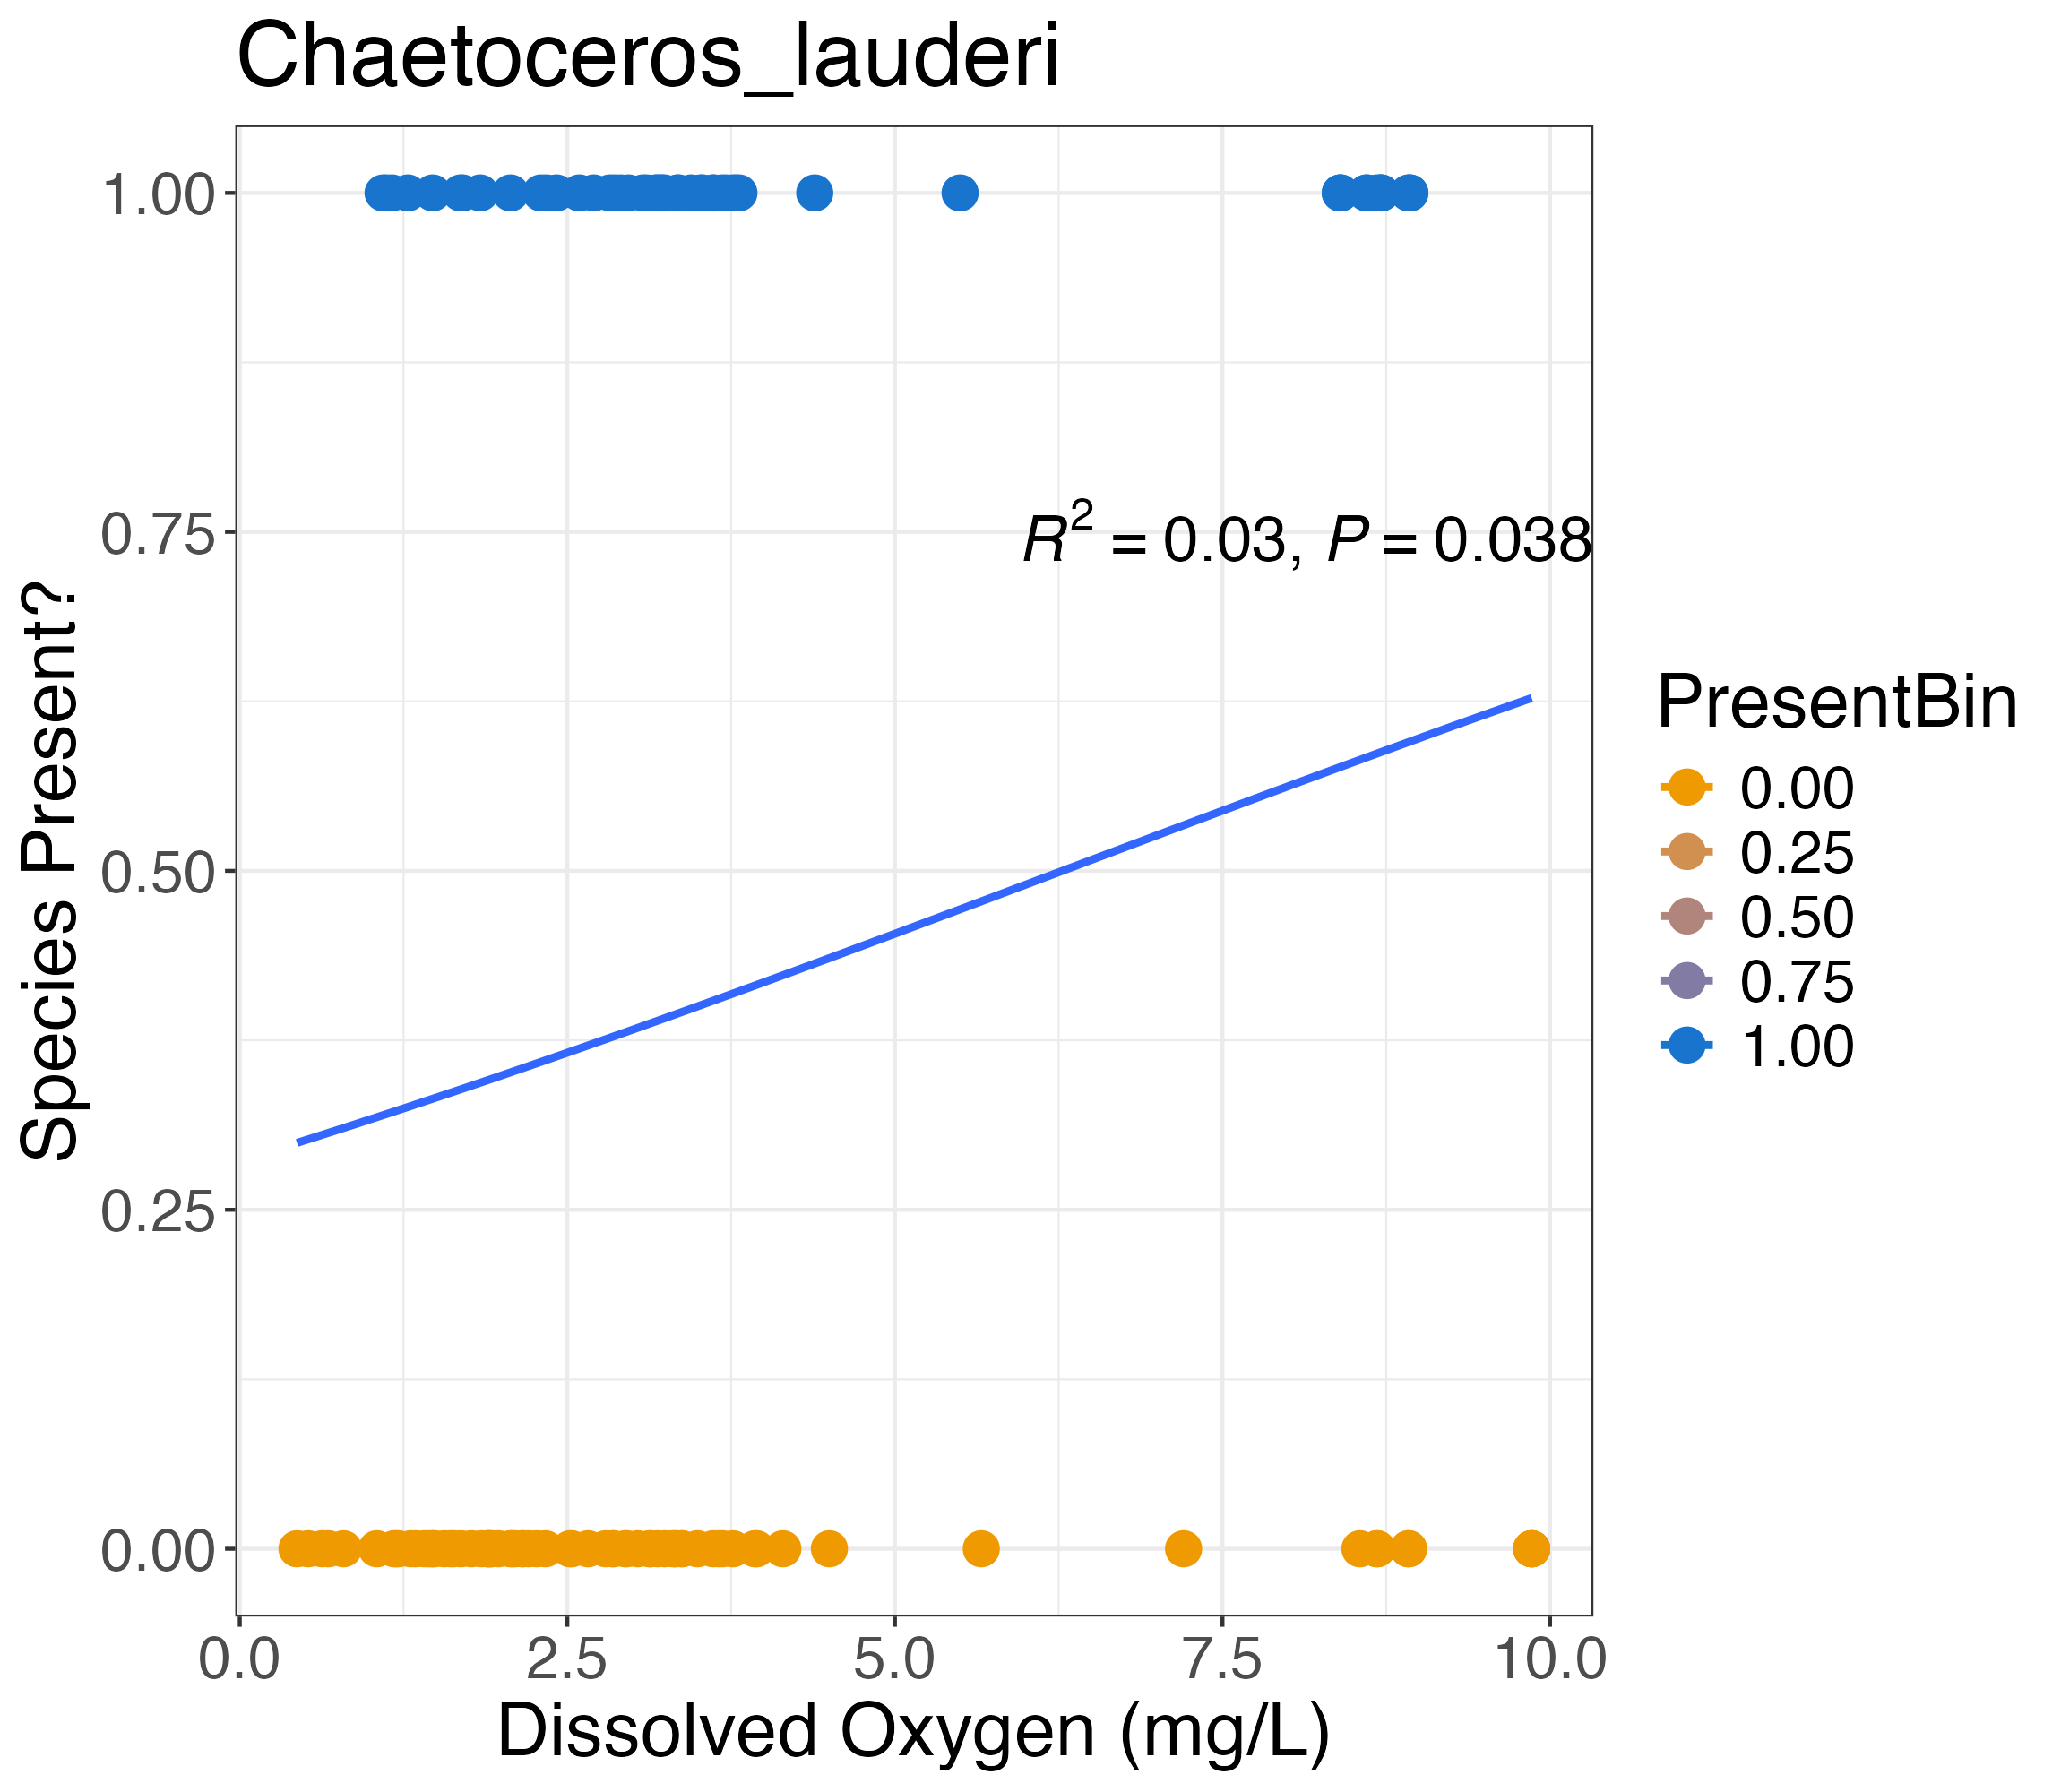 Chaetoceros_lauderi
1.00
0.75
0.50
0.25
0.00
Species Present?
R² = 0.03, P = 0.038
0.0 2.5 5.0 7.5 10.0
Dissolved Oxygen (mg/L)
PresentBin
0.00
0.25
0.50
0.75
1.00